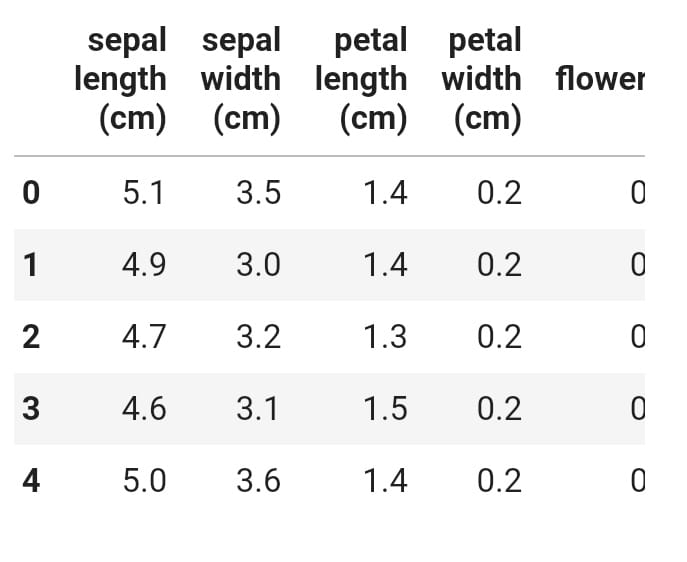 sepal sepal petal petal
length width length width flower
(cm) (cm) (cm) (cm)
0 5.1 3.5 1.4 0.2 0
1 4.9 3.0 1.4 0.2 0
2 4.7 3.2 1.3 0.2 0
3 4.6 3.1 1.5 0.2 0
4 5.0 3.6 1.4 0.2 0